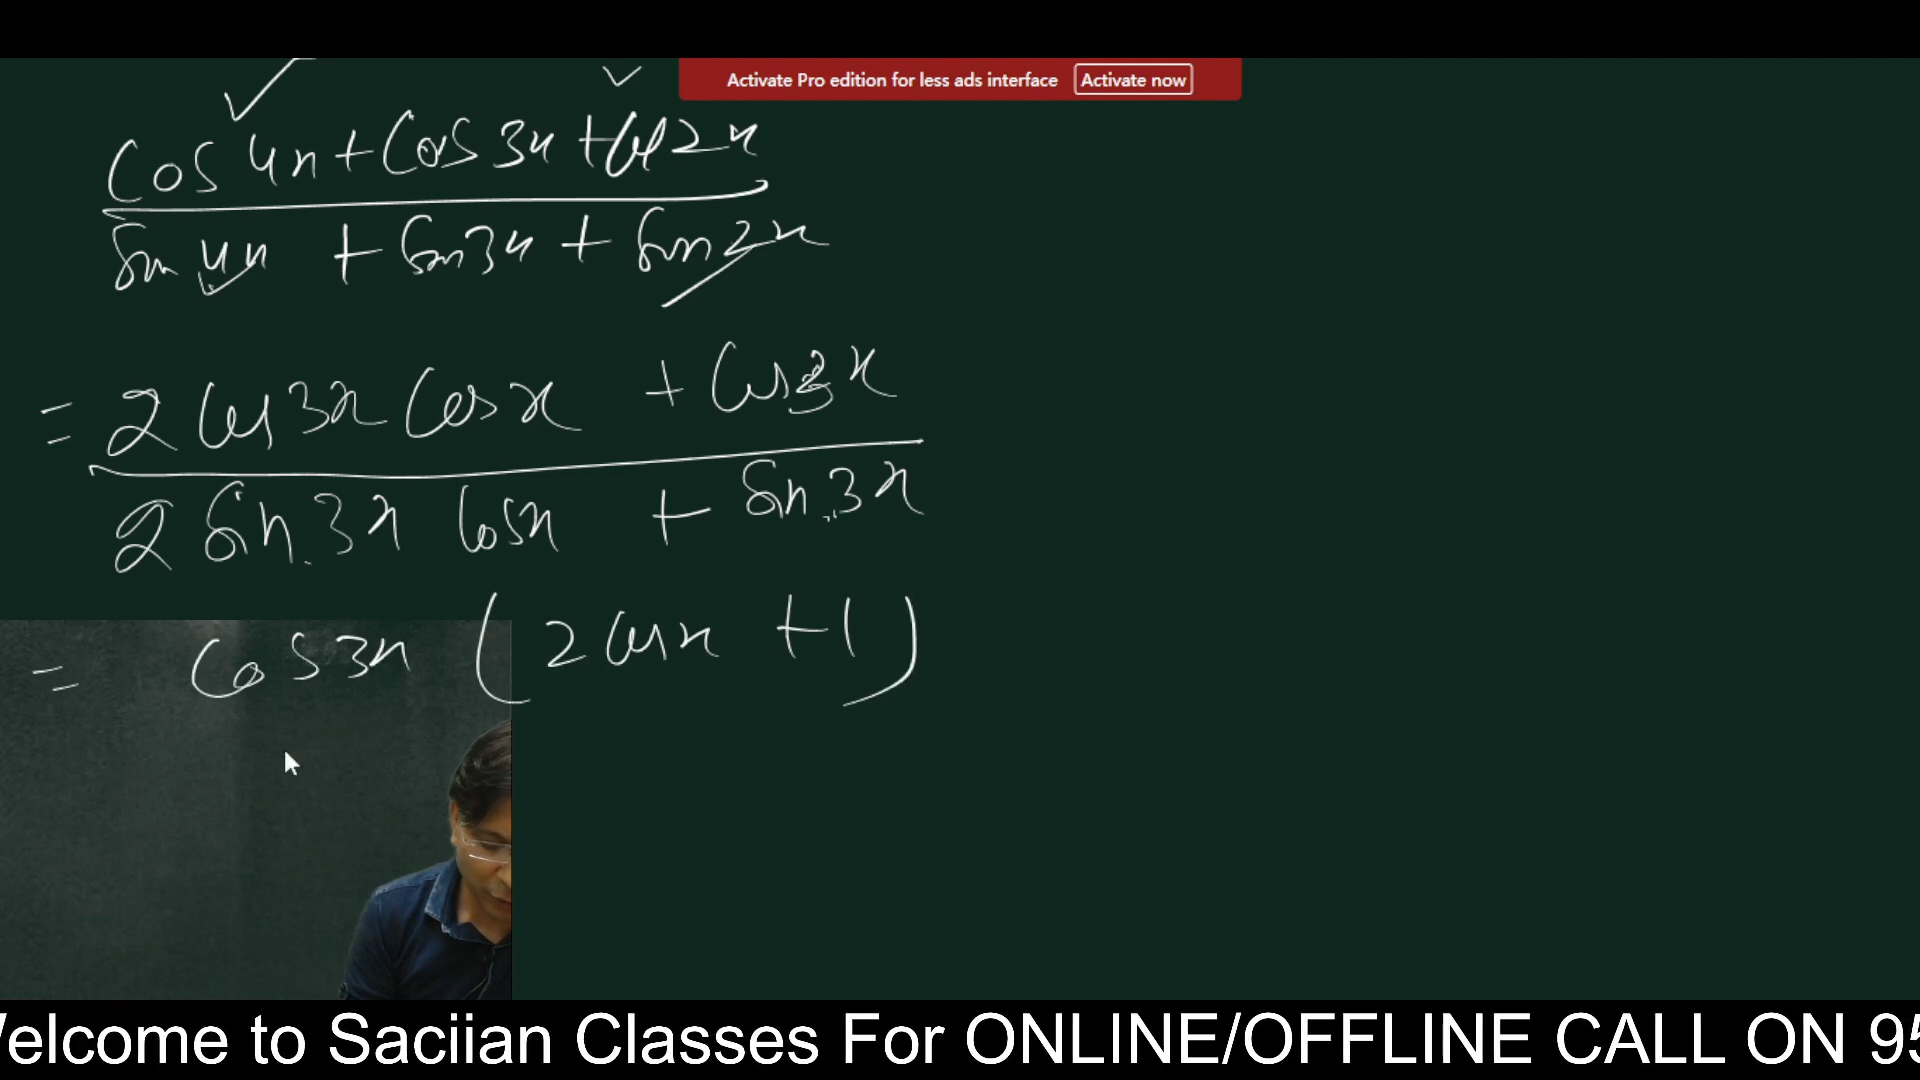 Activate Pro edition for less ads interface Activate now
Cos 4x + Cos 3x + Cos 2x
Sin 4x + Sin 3x + Sin 2x
= 2 Cos 3x Cos x + Cos 3x
2 Sin 3x Cos x + Sin 3x
= Cos 3x ( 2 Cos x + 1 )
Welcome to Saciian Classes For ONLINE/OFFLINE CALL ON 95